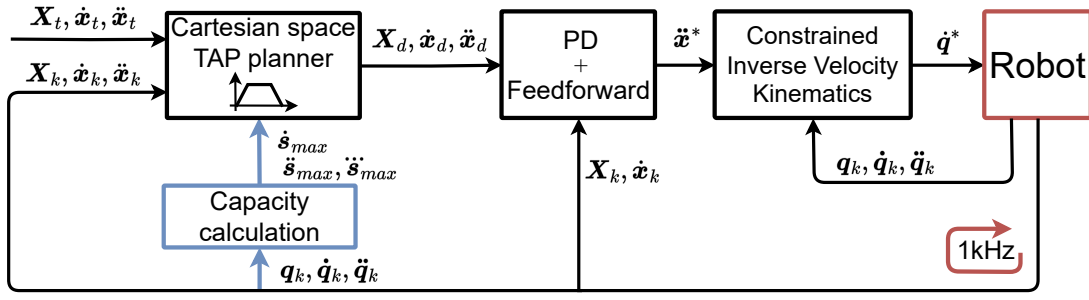 X_t, ẋ_t, ẍ_t
X_k, ẋ_k, ẍ_k
Cartesian space
TAP planner
X_d, ẋ_d, ẍ_d
PD
+
Feedforward
ẍ*
Constrained
Inverse Velocity
Kinematics
q̇*
Robot
ṡ_max
s̈_max, s⃛_max
X_k, ẋ_k
q_k, q̇_k, q̈_k
Capacity
calculation
q_k, q̇_k, q̈_k
1kHz